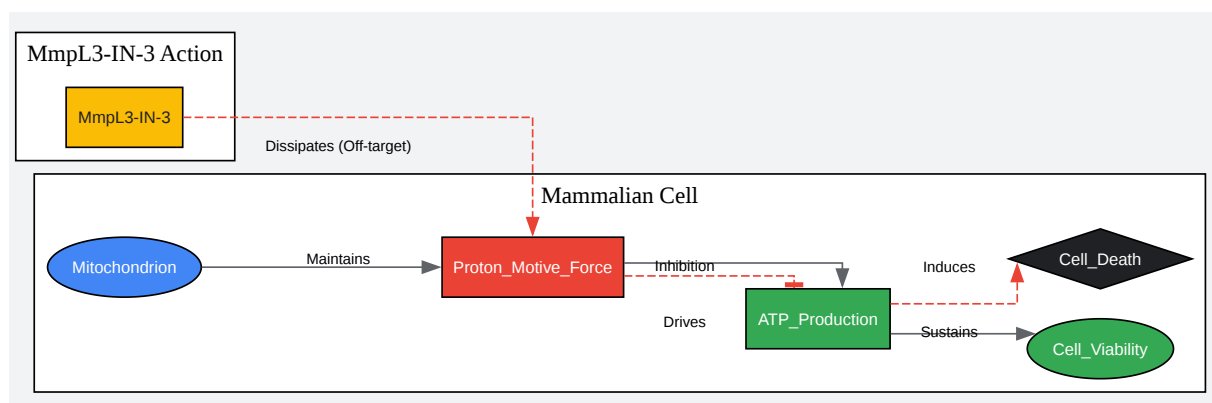 MmpL3-IN-3 Action
MmpL3-IN-3
Dissipates (Off-target)
Mammalian Cell
Mitochondrion
Maintains
Proton_Motive_Force
Inhibition
Drives
ATP_Production
Induces
Sustains
Cell_Death
Cell_Viability